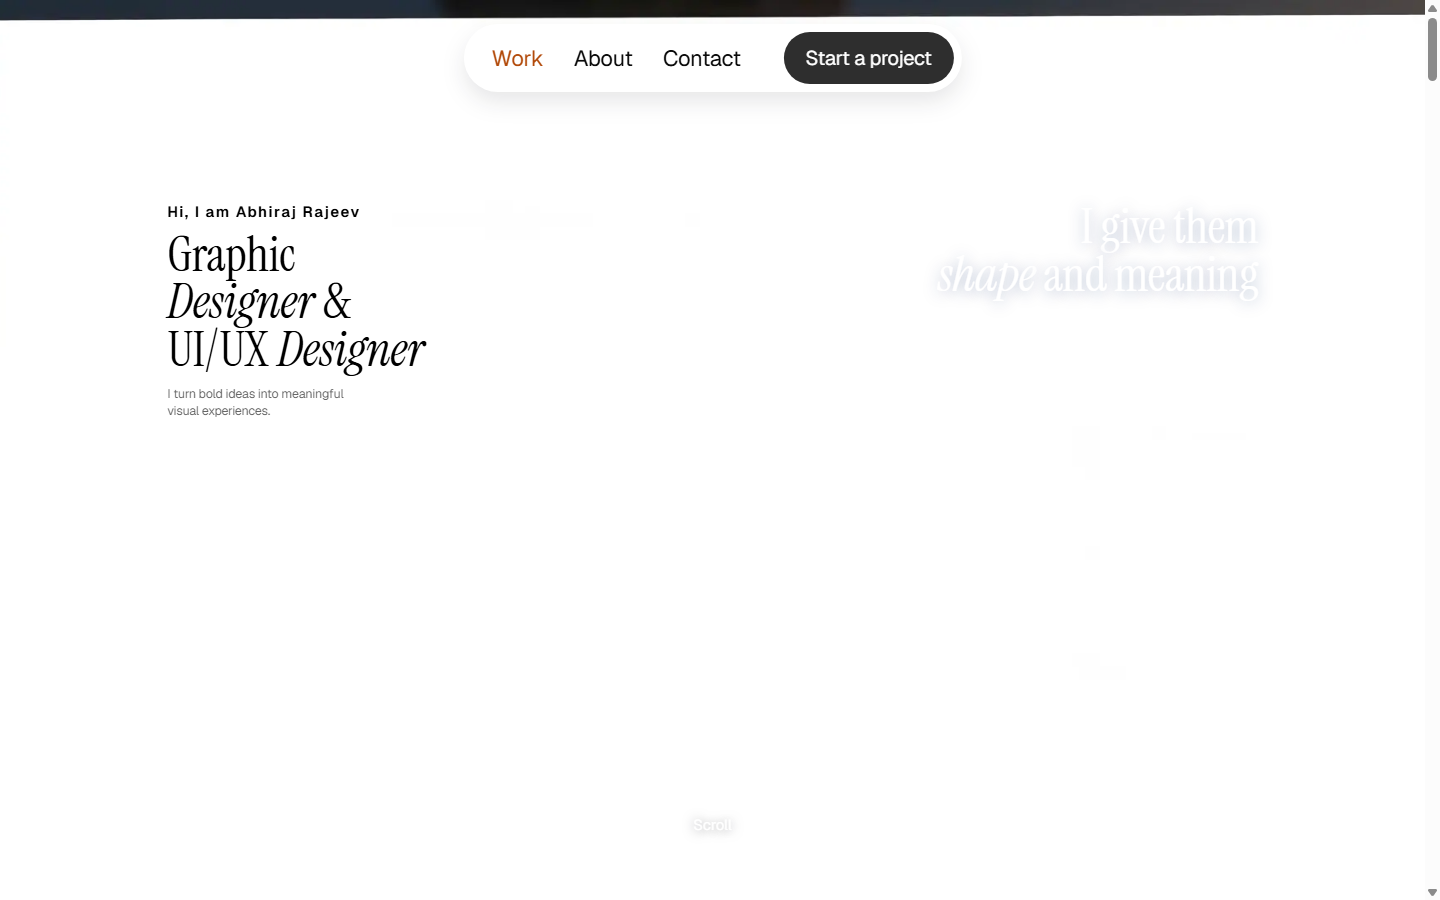 Work
About
Contact
Start a project
Hi, I am Abhiraj Rajeev
Graphic
Designer &
UI/UX Designer
I turn bold ideas into meaningful
visual experiences.
I give them
shape and meaning
Scroll